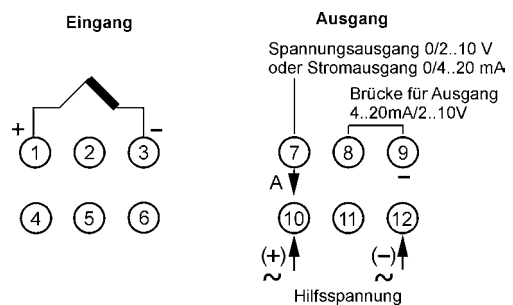 Eingang
Ausgang
Spannungsausgang 0/2..10 V
oder Stromausgang 0/4..20 mA
Brücke für Ausgang
4..20mA/2..10V
+ –
1 2 3
7 8 9
A –
4 5 6
10 11 12
(+) (–)
~ ~
Hilfsspannung